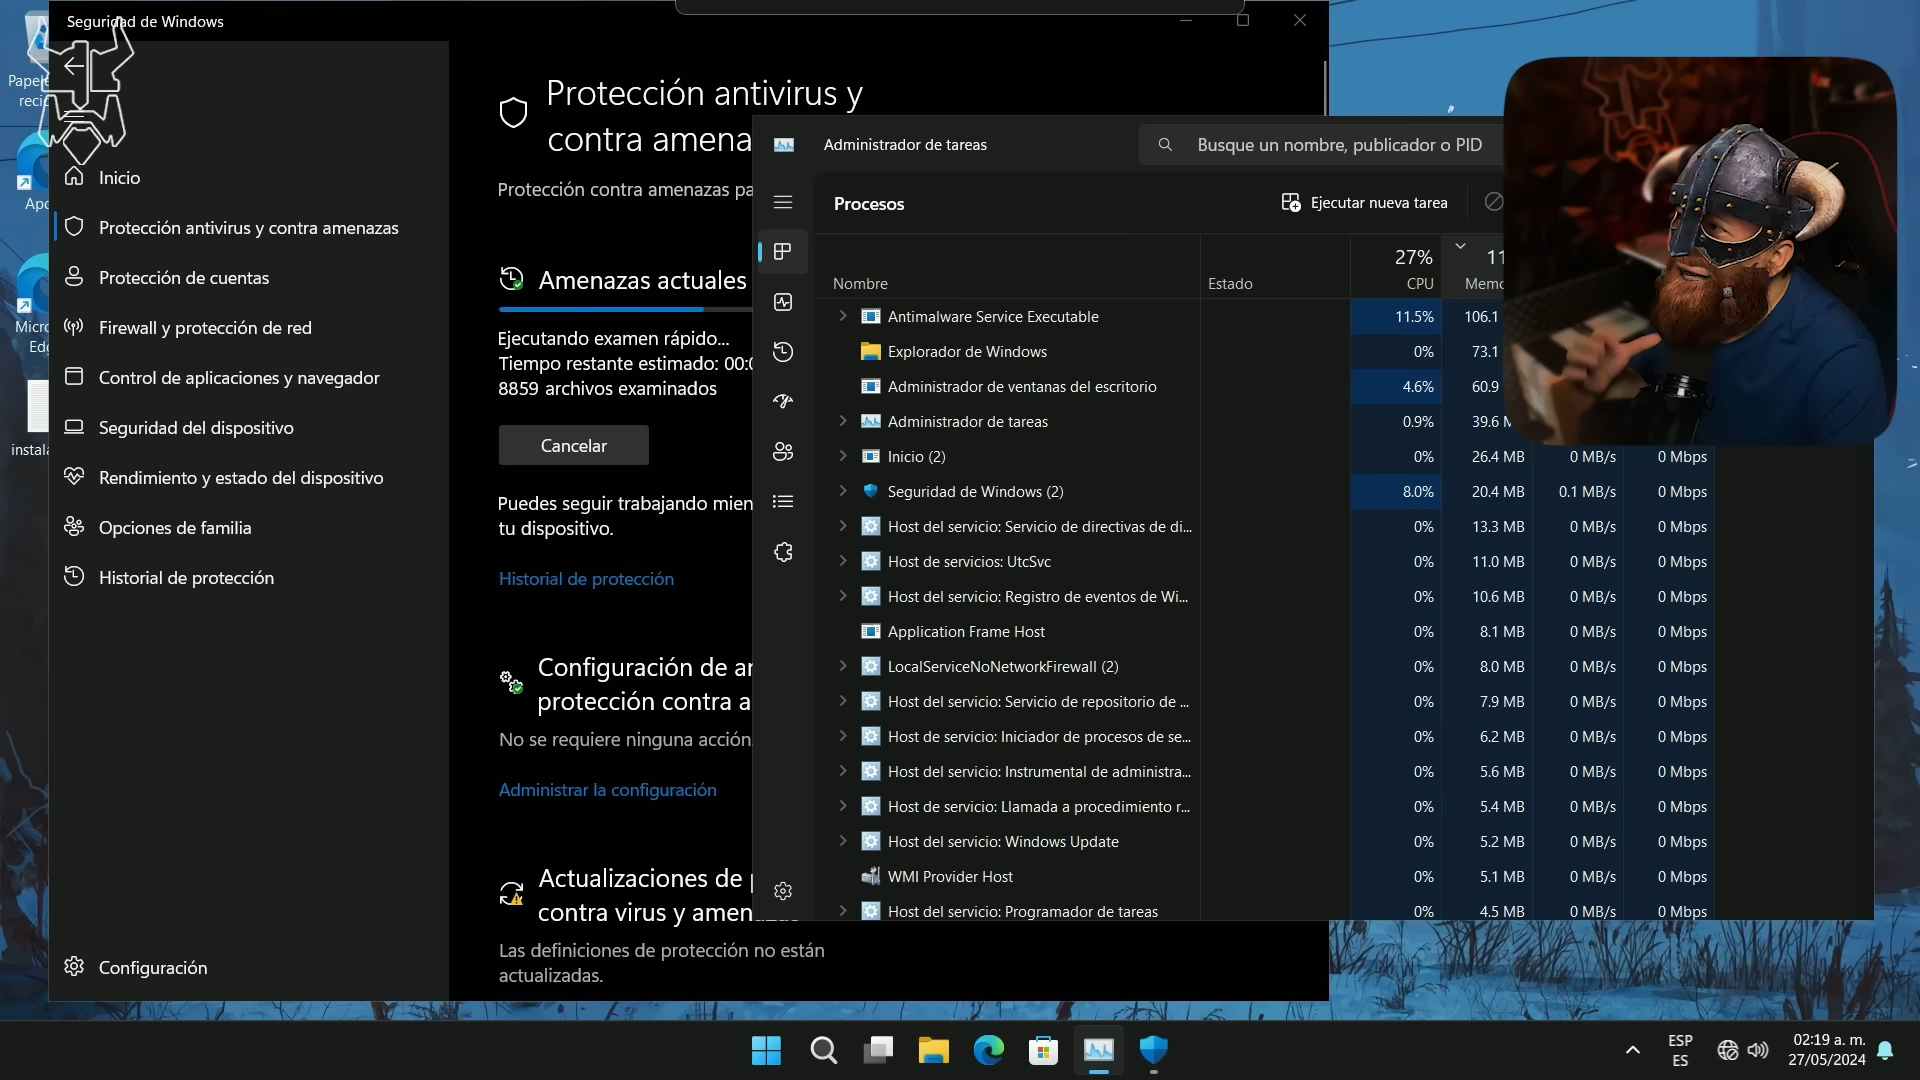 Seguridad de Windows
Papele
reci
Micro
Ed
instala
Inicio
Protección antivirus y contra amenazas
Protección de cuentas
Firewall y protección de red
Control de aplicaciones y navegador
Seguridad del dispositivo
Rendimiento y estado del dispositivo
Opciones de familia
Historial de protección
Configuración
Protección antivirus y
contra amena
Protección contra amenazas pa
Amenazas actuales
Ejecutando examen rápido...
Tiempo restante estimado: 00:0
8859 archivos examinados
Cancelar
Puedes seguir trabajando mien
tu dispositivo.
Historial de protección
Configuración de an
protección contra a
No se requiere ninguna acción.
Administrar la configuración
Actualizaciones de p
contra virus y amenazas
Las definiciones de protección no están
actualizadas.
Administrador de tareas
Busque un nombre, publicador o PID
Procesos
Ejecutar nueva tarea
27% 11
Nombre Estado CPU Memo
Antimalware Service Executable 11.5% 106.1
Explorador de Windows 0% 73.1
Administrador de ventanas del escritorio 4.6% 60.9
Administrador de tareas 0.9% 39.6 M
Inicio (2) 0% 26.4 MB 0 MB/s 0 Mbps
Seguridad de Windows (2) 8.0% 20.4 MB 0.1 MB/s 0 Mbps
Host del servicio: Servicio de directivas de di... 0% 13.3 MB 0 MB/s 0 Mbps
Host de servicios: UtcSvc 0% 11.0 MB 0 MB/s 0 Mbps
Host del servicio: Registro de eventos de Wi... 0% 10.6 MB 0 MB/s 0 Mbps
Application Frame Host 0% 8.1 MB 0 MB/s 0 Mbps
LocalServiceNoNetworkFirewall (2) 0% 8.0 MB 0 MB/s 0 Mbps
Host del servicio: Servicio de repositorio de ... 0% 7.9 MB 0 MB/s 0 Mbps
Host de servicio: Iniciador de procesos de se... 0% 6.2 MB 0 MB/s 0 Mbps
Host del servicio: Instrumental de administra... 0% 5.6 MB 0 MB/s 0 Mbps
Host de servicio: Llamada a procedimiento r... 0% 5.4 MB 0 MB/s 0 Mbps
Host del servicio: Windows Update 0% 5.2 MB 0 MB/s 0 Mbps
WMI Provider Host 0% 5.1 MB 0 MB/s 0 Mbps
Host del servicio: Programador de tareas 0% 4.5 MB 0 MB/s 0 Mbps
ESP
ES
02:19 a. m.
27/05/2024